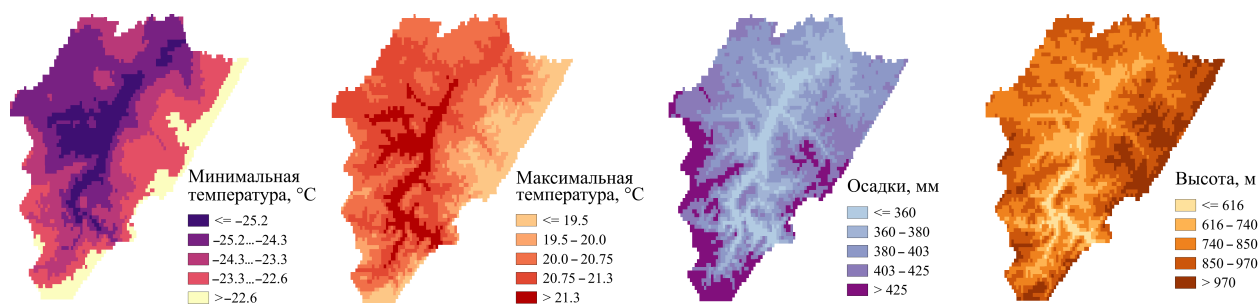 Минимальная
температура, °C
<= −25.2
−25.2...−24.3
−24.3...−23.3
−23.3...−22.6
>−22.6
Максимальная
температура, °C
<= 19.5
19.5 – 20.0
20.0 – 20.75
20.75 – 21.3
> 21.3
Осадки, мм
<= 360
360 – 380
380 – 403
403 – 425
> 425
Высота, м
<= 616
616 – 740
740 – 850
850 – 970
> 970